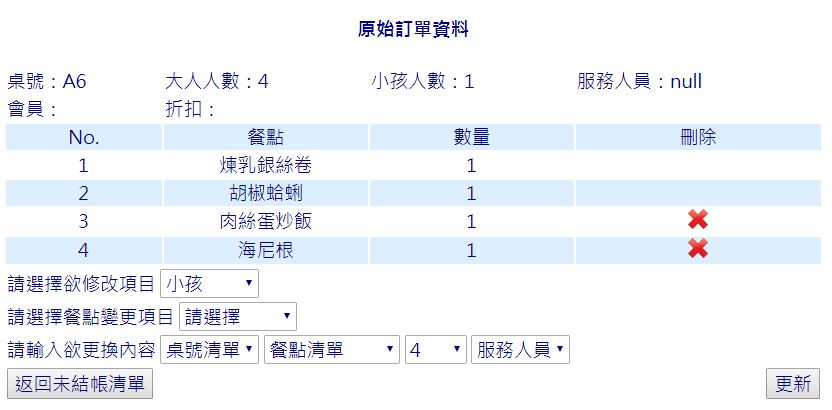 原始訂單資料
桌號：A6 大人人數：4 小孩人數：1 服務人員：null
會員： 折扣：
No. 餐點 數量 刪除
1 煉乳銀絲卷 1
2 胡椒蛤蜊 1
3 肉絲蛋炒飯 1
4 海尼根 1
請選擇欲修改項目 小孩
請選擇餐點變更項目 請選擇
請輸入欲更換內容 桌號清單 餐點清單 4 服務人員
返回未結帳清單 更新